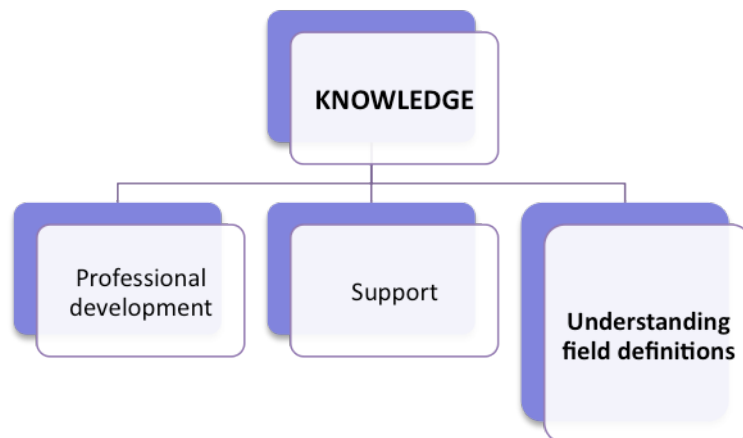 KNOWLEDGE
Professional
development
Support
Understanding
field definitions